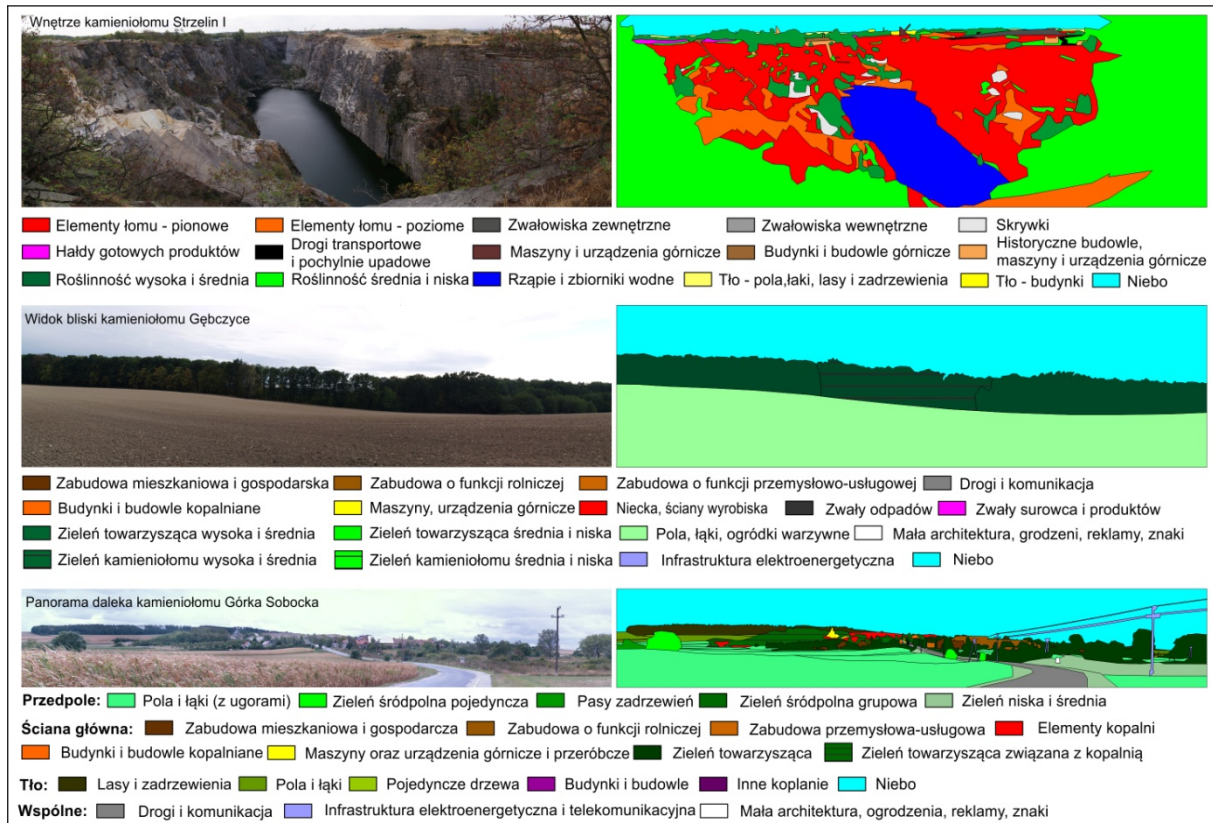 Wnętrze kamieniołomu Strzelin I
Elementy łomu - pionowe Elementy łomu - poziome Zwałowiska zewnętrzne Zwałowiska wewnętrzne Skrywki
Hałdy gotowych produktów Drogi transportowe i pochylnie upadowe Maszyny i urządzenia górnicze Budynki i budowle górnicze Historyczne budowle, maszyny i urządzenia górnicze
Roślinność wysoka i średnia Roślinność średnia i niska Rząpie i zbiorniki wodne Tło - pola,łaki, lasy i zadrzewienia Tło - budynki Niebo
Widok bliski kamieniołomu Gębczyce
Zabudowa mieszkaniowa i gospodarska Zabudowa o funkcji rolniczej Zabudowa o funkcji przemysłowo-usługowej Drogi i komunikacja
Budynki i budowle kopalniane Maszyny, urządzenia górnicze Niecka, ściany wyrobiska Zwały odpadów Zwały surowca i produktów
Zieleń towarzysząca wysoka i średnia Zieleń towarzysząca średnia i niska Pola, łąki, ogródki warzywne Mała architektura, grodzeni, reklamy, znaki
Zieleń kamieniołomu wysoka i średnia Zieleń kamieniołomu średnia i niska Infrastruktura elektroenergetyczna Niebo
Panorama daleka kamieniołomu Górka Sobocka
Przedpole: Pola i łąki (z ugorami) Zieleń śródpolna pojedyncza Pasy zadrzewień Zieleń śródpolna grupowa Zieleń niska i średnia
Ściana główna: Zabudowa mieszkaniowa i gospodarcza Zabudowa o funkcji rolniczej Zabudowa przemysłowa-usługowa Elementy kopalni
Budynki i budowle kopalniane Maszyny oraz urządzenia górnicze i przeróbcze Zieleń towarzysząca Zieleń towarzysząca związana z kopalnią
Tło: Lasy i zadrzewienia Pola i łąki Pojedyncze drzewa Budynki i budowle Inne koplanie Niebo
Wspólne: Drogi i komunikacja Infrastruktura elektroenergetyczna i telekomunikacyjna Mała architektura, ogrodzenia, reklamy, znaki